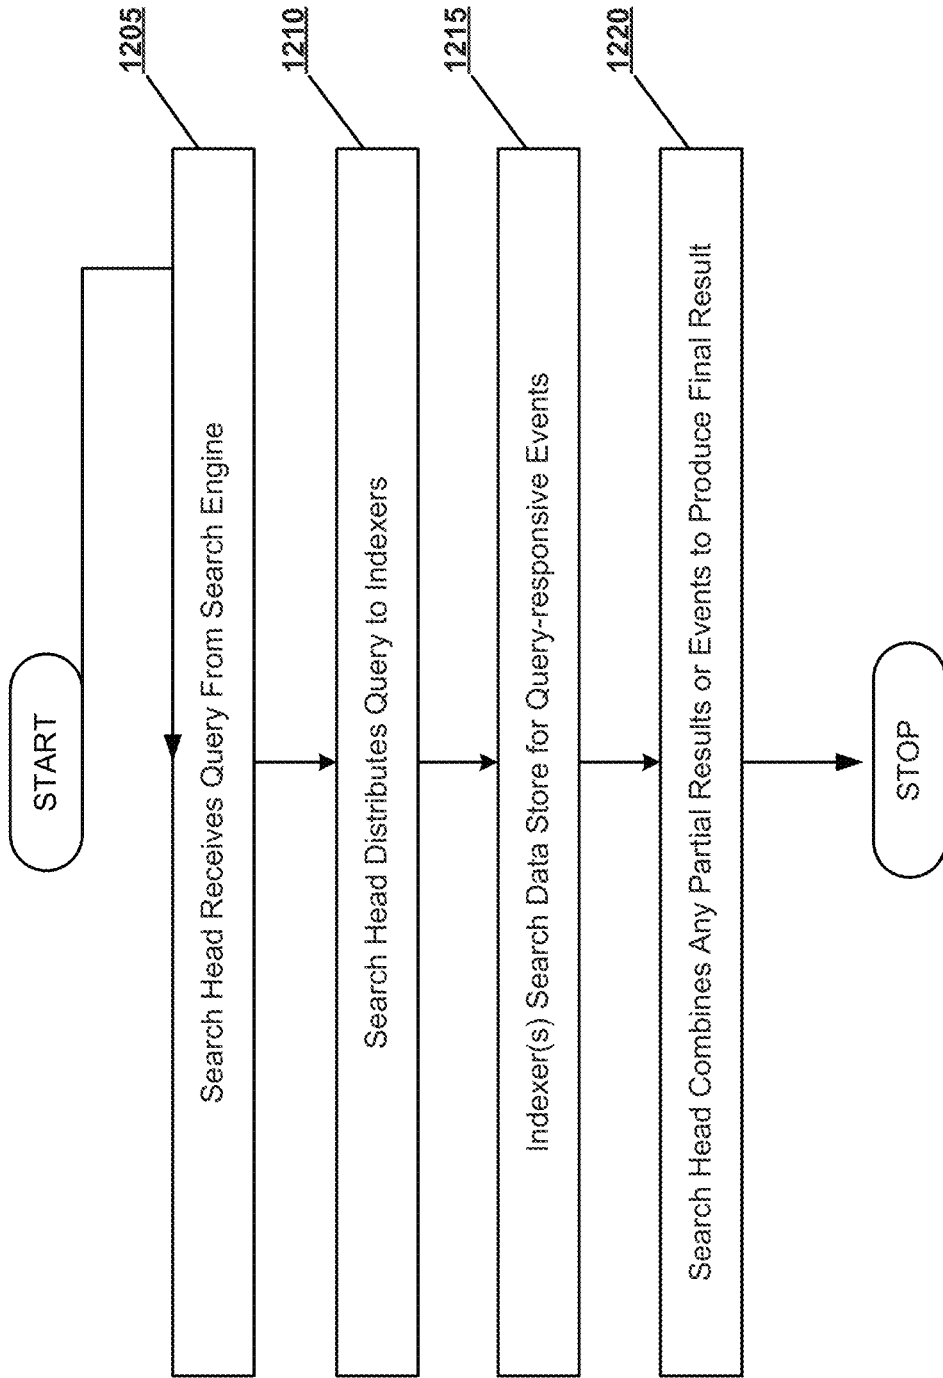 START
1205
Search Head Receives Query From Search Engine
1210
Search Head Distributes Query to Indexers
1215
Indexer(s) Search Data Store for Query-responsive Events
1220
Search Head Combines Any Partial Results or Events to Produce Final Result
STOP